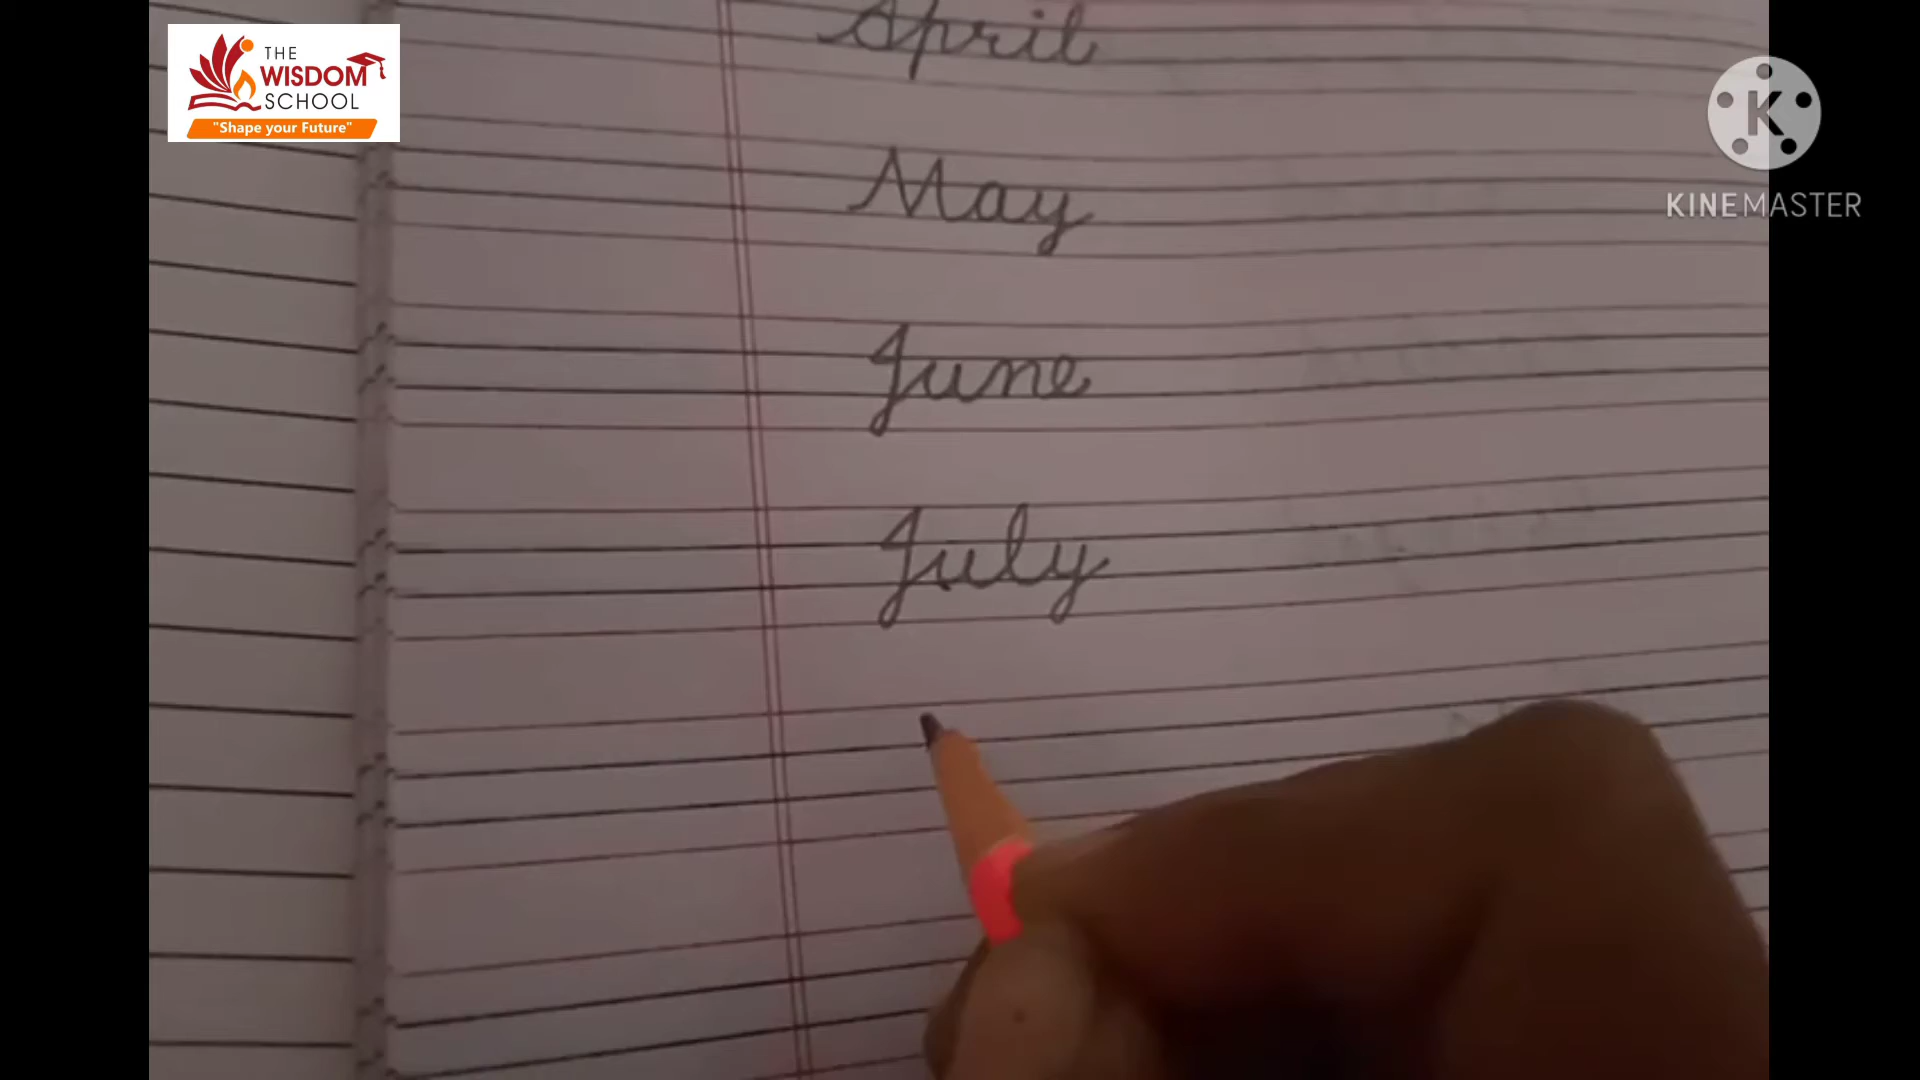 THE
WISDOM
SCHOOL
"Shape your Future"
K
KINEMASTER
April
May
June
July